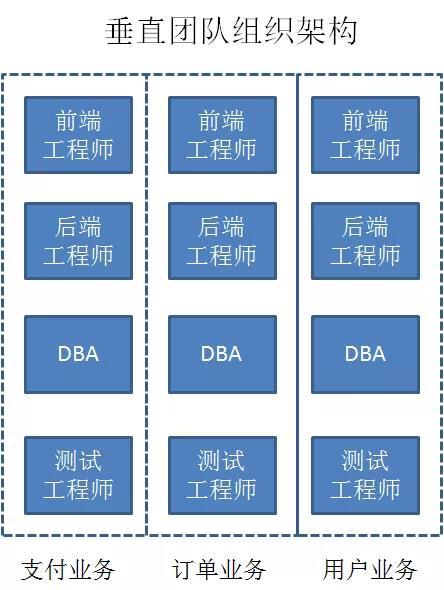 垂直团队组织架构
前端
工程师
前端
工程师
前端
工程师
后端
工程师
后端
工程师
后端
工程师
DBA
DBA
DBA
测试
工程师
测试
工程师
测试
工程师
支付业务
订单业务
用户业务